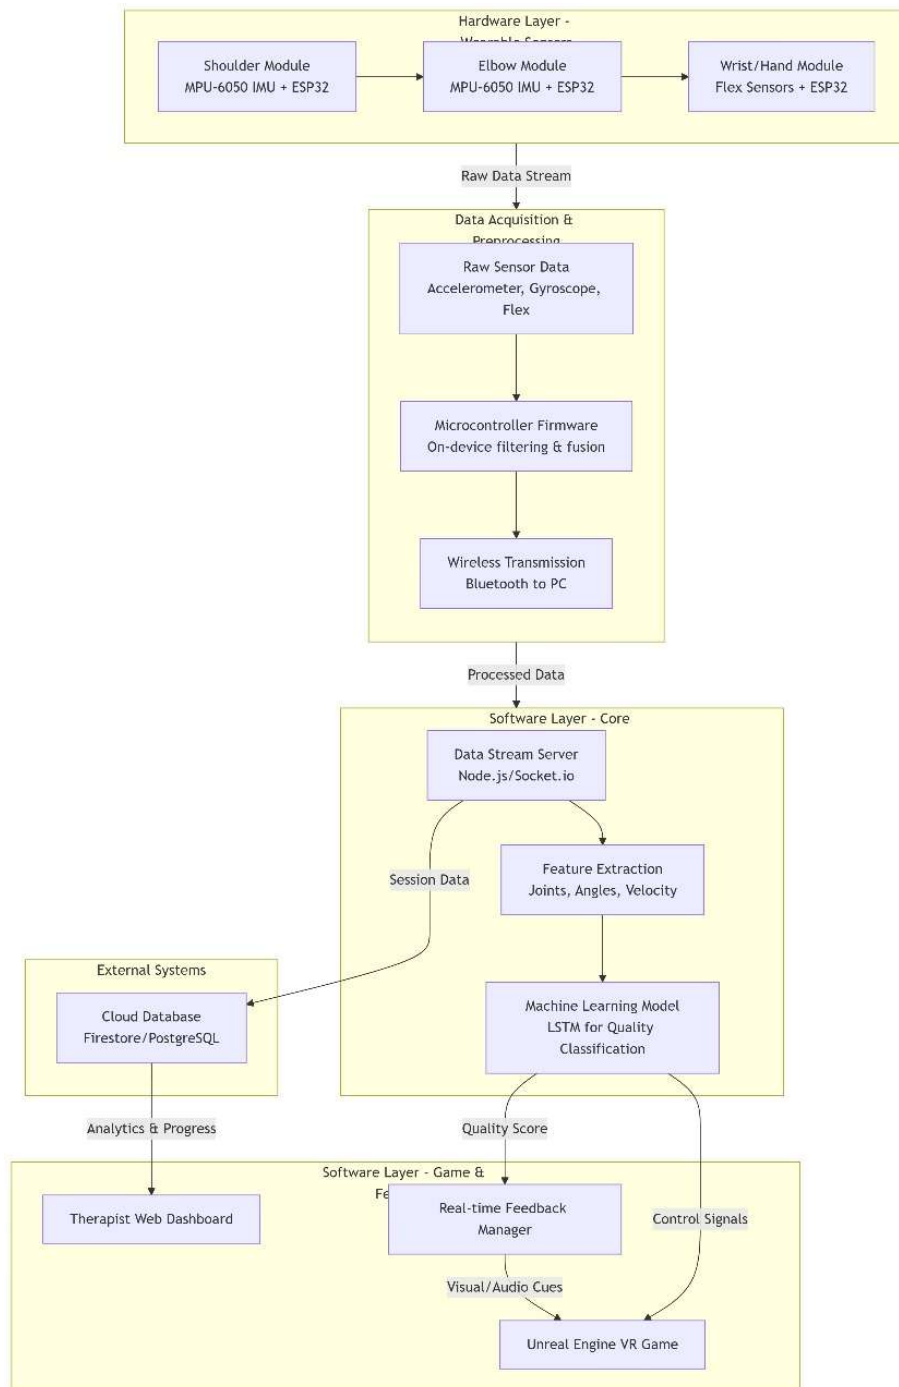 Hardware Layer -
Wearable Sensors
Shoulder Module
MPU-6050 IMU + ESP32
Elbow Module
MPU-6050 IMU + ESP32
Wrist/Hand Module
Flex Sensors + ESP32
Raw Data Stream
Data Acquisition &
Preprocessing
Raw Sensor Data
Accelerometer, Gyroscope,
Flex
Microcontroller Firmware
On-device filtering & fusion
Wireless Transmission
Bluetooth to PC
Processed Data
Software Layer - Core
Data Stream Server
Node.js/Socket.io
Session Data
Feature Extraction
Joints, Angles, Velocity
External Systems
Cloud Database
Firestore/PostgreSQL
Machine Learning Model
LSTM for Quality
Classification
Analytics & Progress
Quality Score
Control Signals
Software Layer - Game &
Therapist Web Dashboard
Real-time Feedback
Manager
Visual/Audio Cues
Unreal Engine VR Game